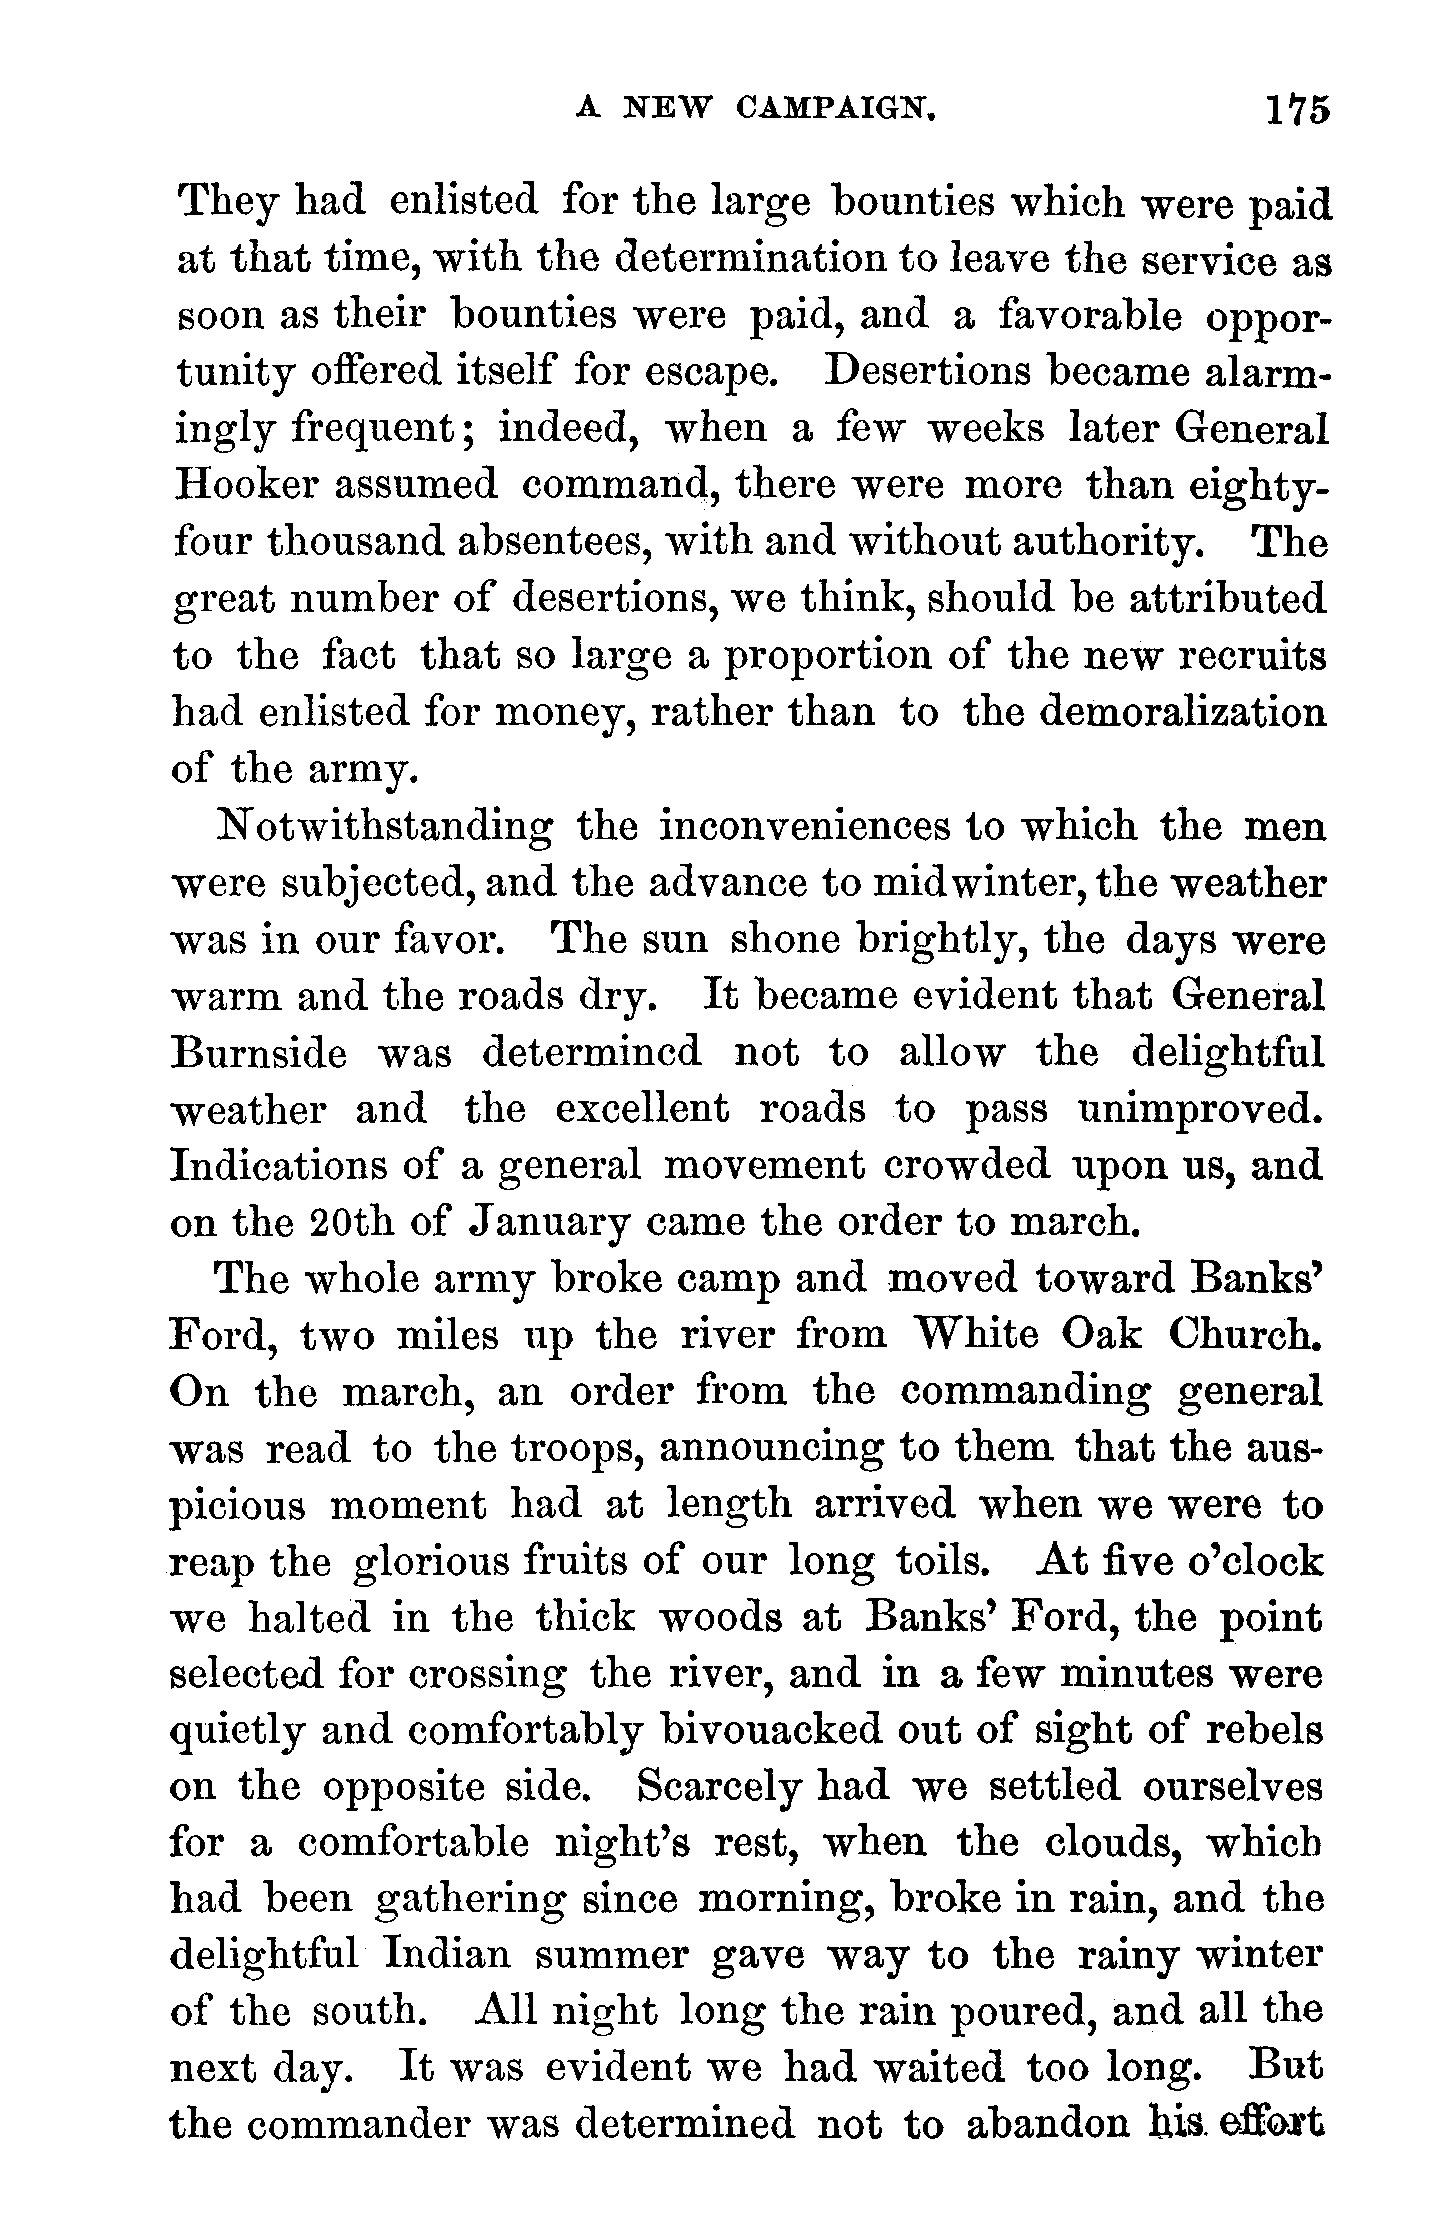 A NEW CAMPAIGN. 175
They had enlisted for the large bounties which were paid
at that time, with the determination to leave the service as
soon as their bounties were paid, and a favorable oppor-
tunity offered itself for escape. Desertions became alarm-
ingly frequent; indeed, when a few weeks later General
Hooker assumed command, there were more than eighty-
four thousand absentees, with and without authority. The
great number of desertions, we think, should be attributed
to the fact that so large a proportion of the new recruits
had enlisted for money, rather than to the demoralization
of the army.
Notwithstanding the inconveniences to which the men
were subjected, and the advance to midwinter, the weather
was in our favor. The sun shone brightly, the days were
warm and the roads dry. It became evident that General
Burnside was determined not to allow the delightful
weather and the excellent roads to pass unimproved.
Indications of a general movement crowded upon us, and
on the 20th of January came the order to march.
The whole army broke camp and moved toward Banks’
Ford, two miles up the river from White Oak Church.
On the march, an order from the commanding general
was read to the troops, announcing to them that the aus-
picious moment had at length arrived when we were to
reap the glorious fruits of our long toils. At five o’clock
we halted in the thick woods at Banks’ Ford, the point
selected for crossing the river, and in a few minutes were
quietly and comfortably bivouacked out of sight of rebels
on the opposite side. Scarcely had we settled ourselves
for a comfortable night’s rest, when the clouds, which
had been gathering since morning, broke in rain, and the
delightful Indian summer gave way to the rainy winter
of the south. All night long the rain poured, and all the
next day. It was evident we had waited too long. But
the commander was determined not to abandon his effort